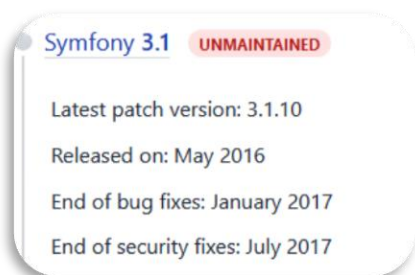 Symfony 3.1 UNMAINTAINED
Latest patch version: 3.1.10
Released on: May 2016
End of bug fixes: January 2017
End of security fixes: July 2017